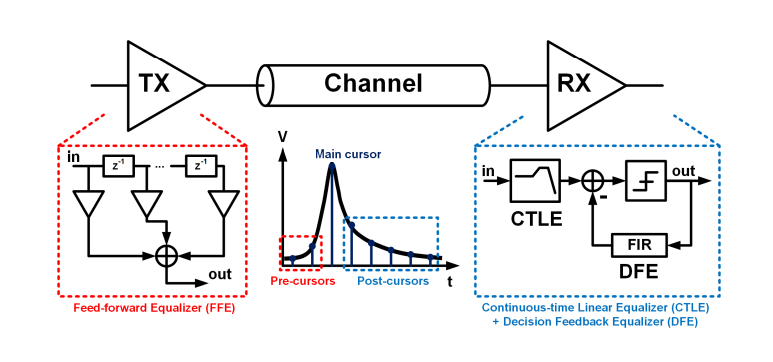 TX
Channel
RX
in
z-1
...
z-1
out
Feed-forward Equalizer (FFE)
V
Main cursor
Pre-cursors
Post-cursors
t
in
CTLE
-
out
FIR
DFE
Continuous-time Linear Equalizer (CTLE)
+ Decision Feedback Equalizer (DFE)